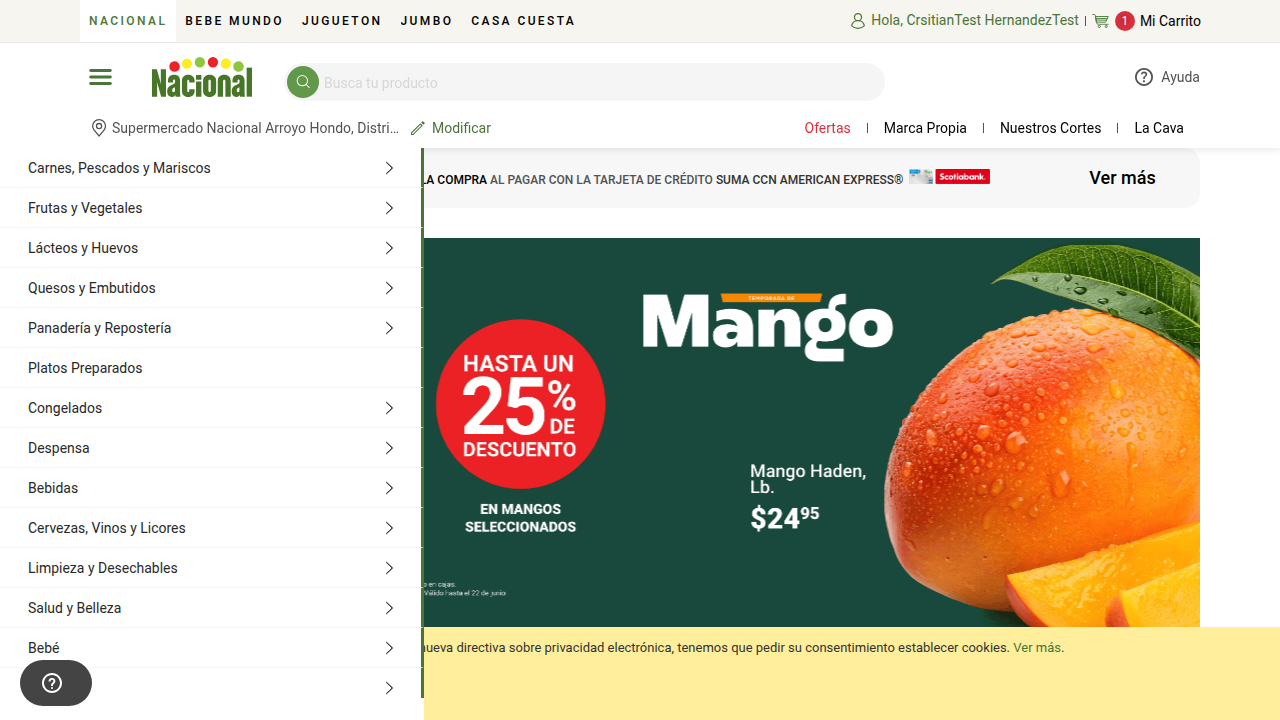 NACIONAL BEBE MUNDO JUGUETON JUMBO CASA CUESTA
Hola, CrsitianTest HernandezTest 1 Mi Carrito
Nacional
Busca tu producto
Ayuda
Supermercado Nacional Arroyo Hondo, Distri... Modificar
Ofertas Marca Propia Nuestros Cortes La Cava
Carnes, Pescados y Mariscos
Frutas y Vegetales
Lácteos y Huevos
Quesos y Embutidos
Panadería y Repostería
Platos Preparados
Congelados
Despensa
Bebidas
Cervezas, Vinos y Licores
Limpieza y Desechables
Salud y Belleza
Bebé
LA COMPRA AL PAGAR CON LA TARJETA DE CRÉDITO SUMA CCN AMERICAN EXPRESS® Scotiabank.
Ver más
TEMPORADA DE
Mango
HASTA UN
25% DE
DESCUENTO
EN MANGOS
SELECCIONADOS
Mango Haden,
Lb.
$2495
en cajas.
Válido hasta el 22 de junio
nueva directiva sobre privacidad electrónica, tenemos que pedir su consentimiento establecer cookies. Ver más.